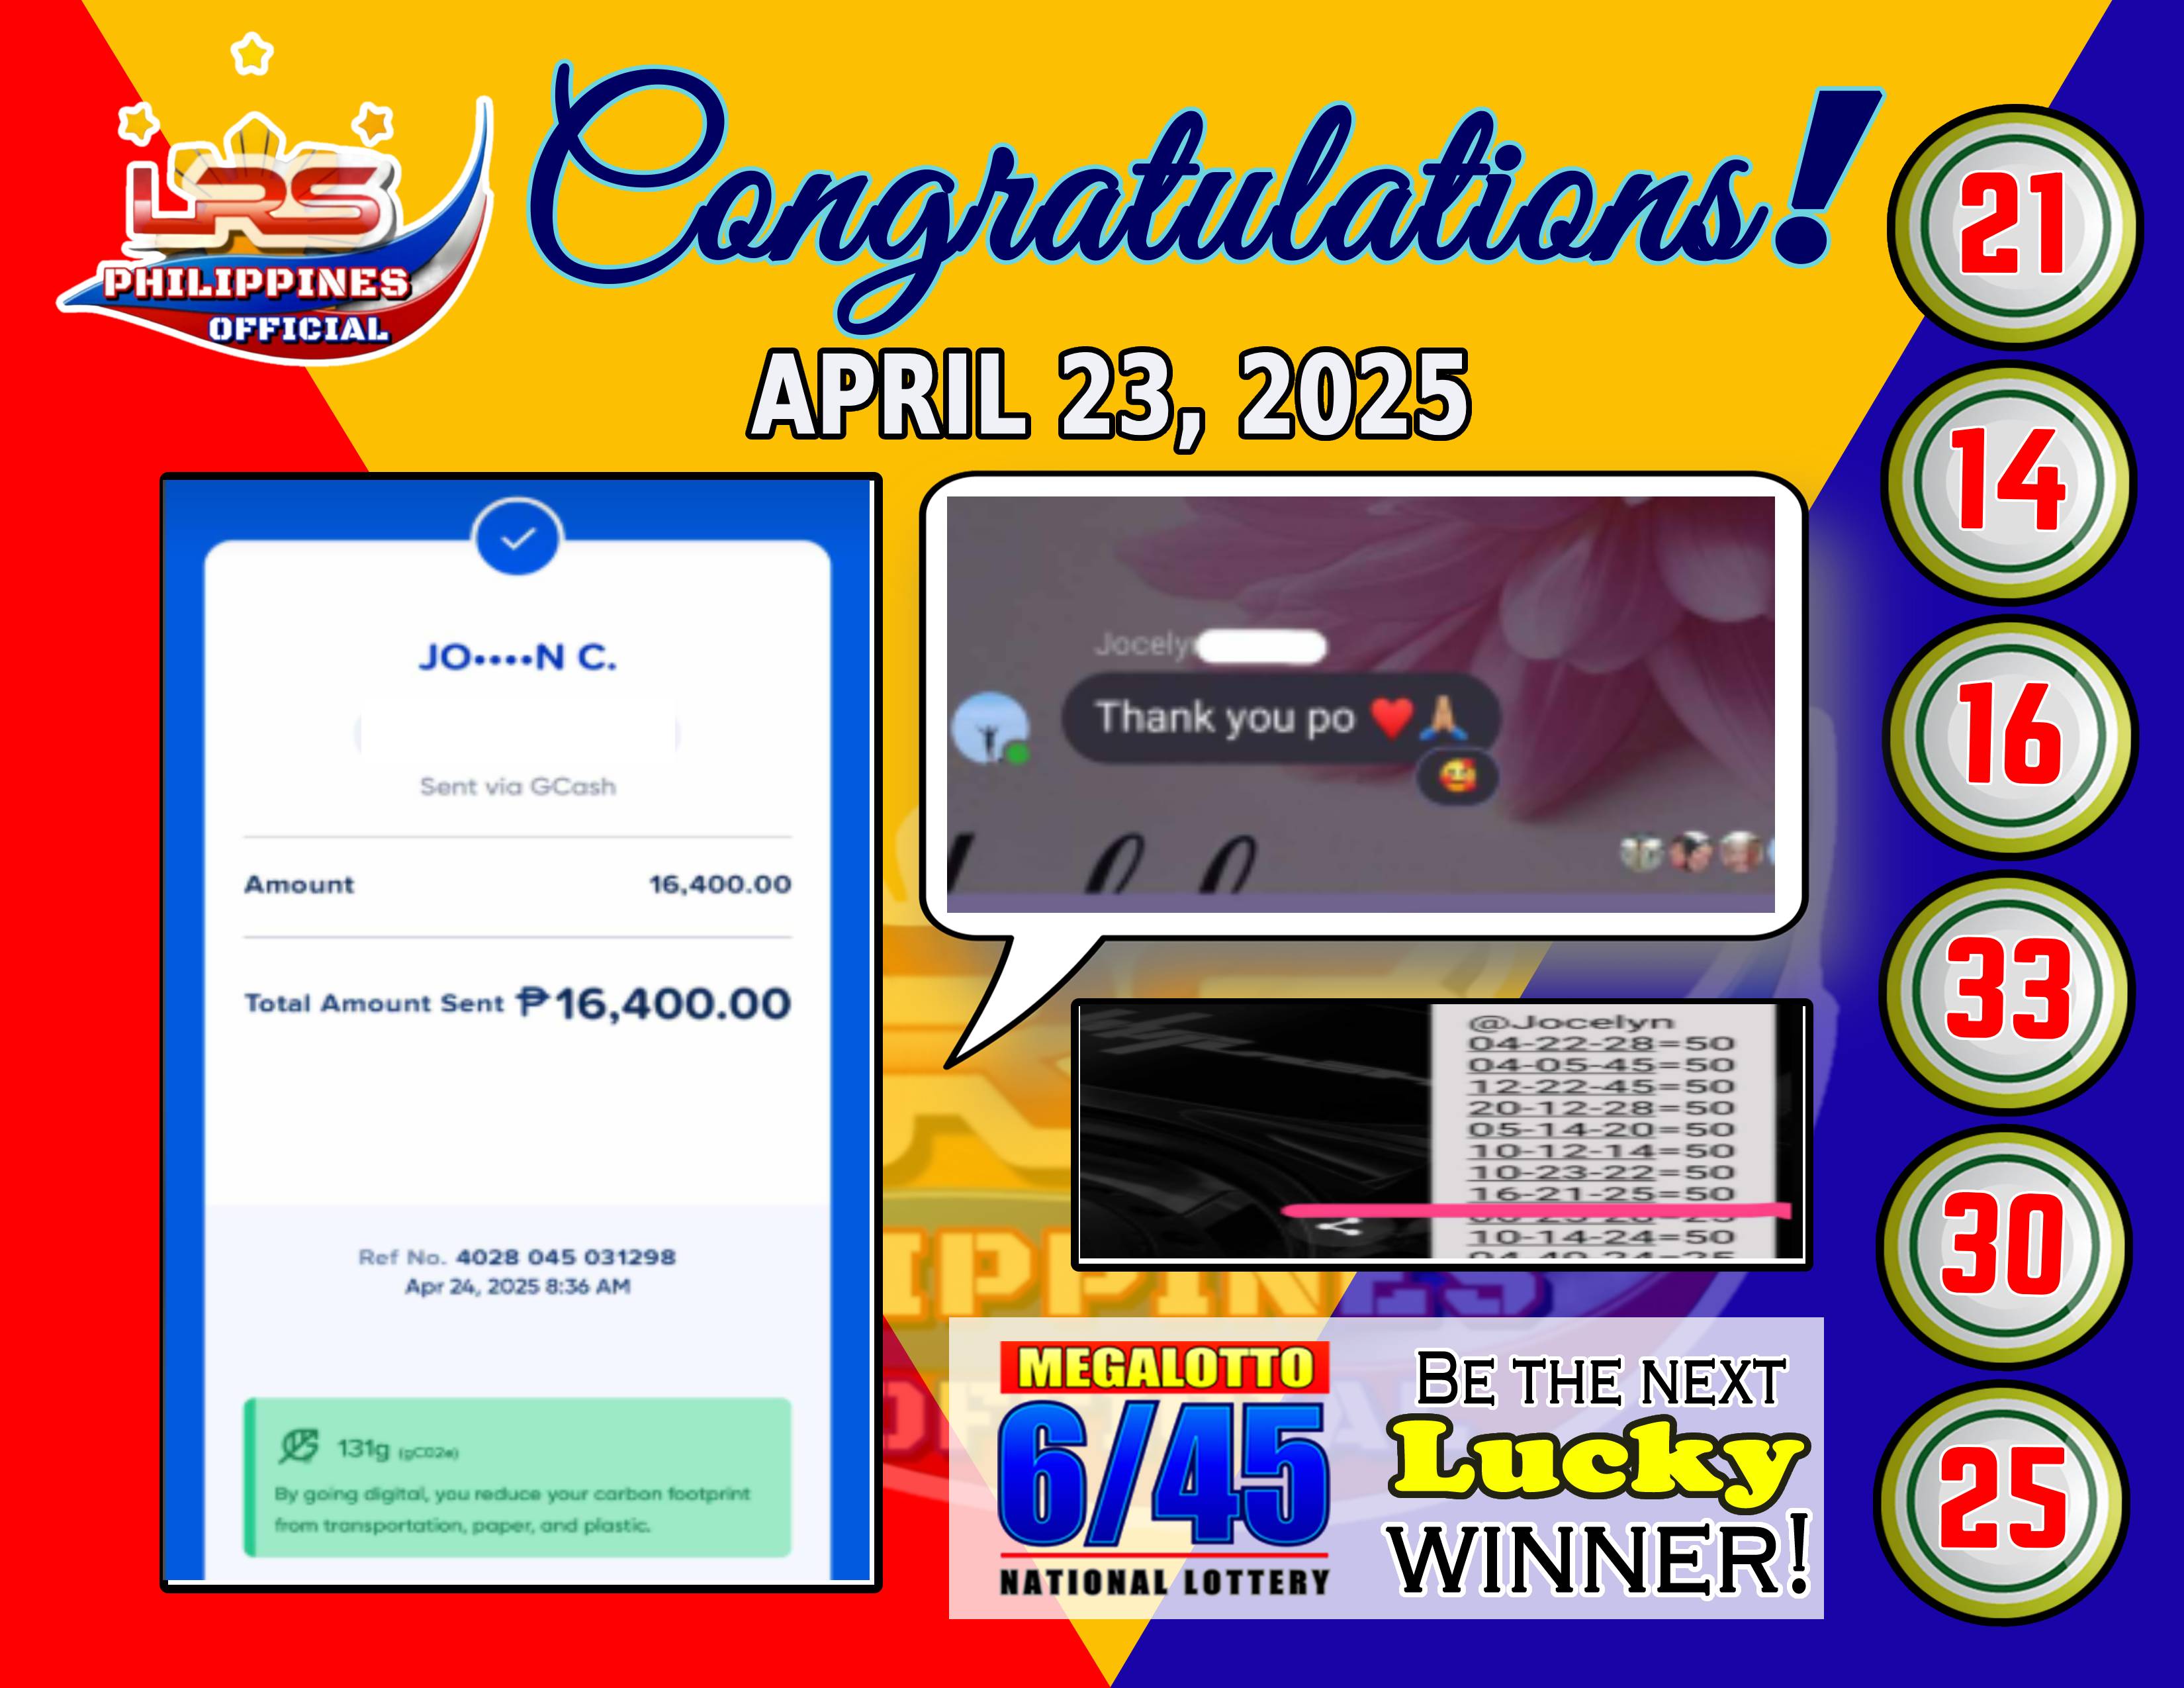 LRS
PHILIPPINES
OFFICIAL
Congratulations!
APRIL 23, 2025
JO••••N C.
Sent via GCash
Amount 16,400.00
Total Amount Sent ₱16,400.00
Ref No. 4028 045 031298
Apr 24, 2025 8:36 AM
131g (gCO2e)
By going digital, you reduce your carbon footprint
from transportation, paper, and plastic.
Jocely
Thank you po ❤️🙏
🥰
@Jocelyn
04-22-28=50
04-05-45=50
12-22-45=50
20-12-28=50
05-14-20=50
10-12-14=50
10-23-22=50
16-21-25=50
10-14-24=50
MEGALOTTO
6/45
NATIONAL LOTTERY
BE THE NEXT
Lucky
WINNER!
21
14
16
33
30
25